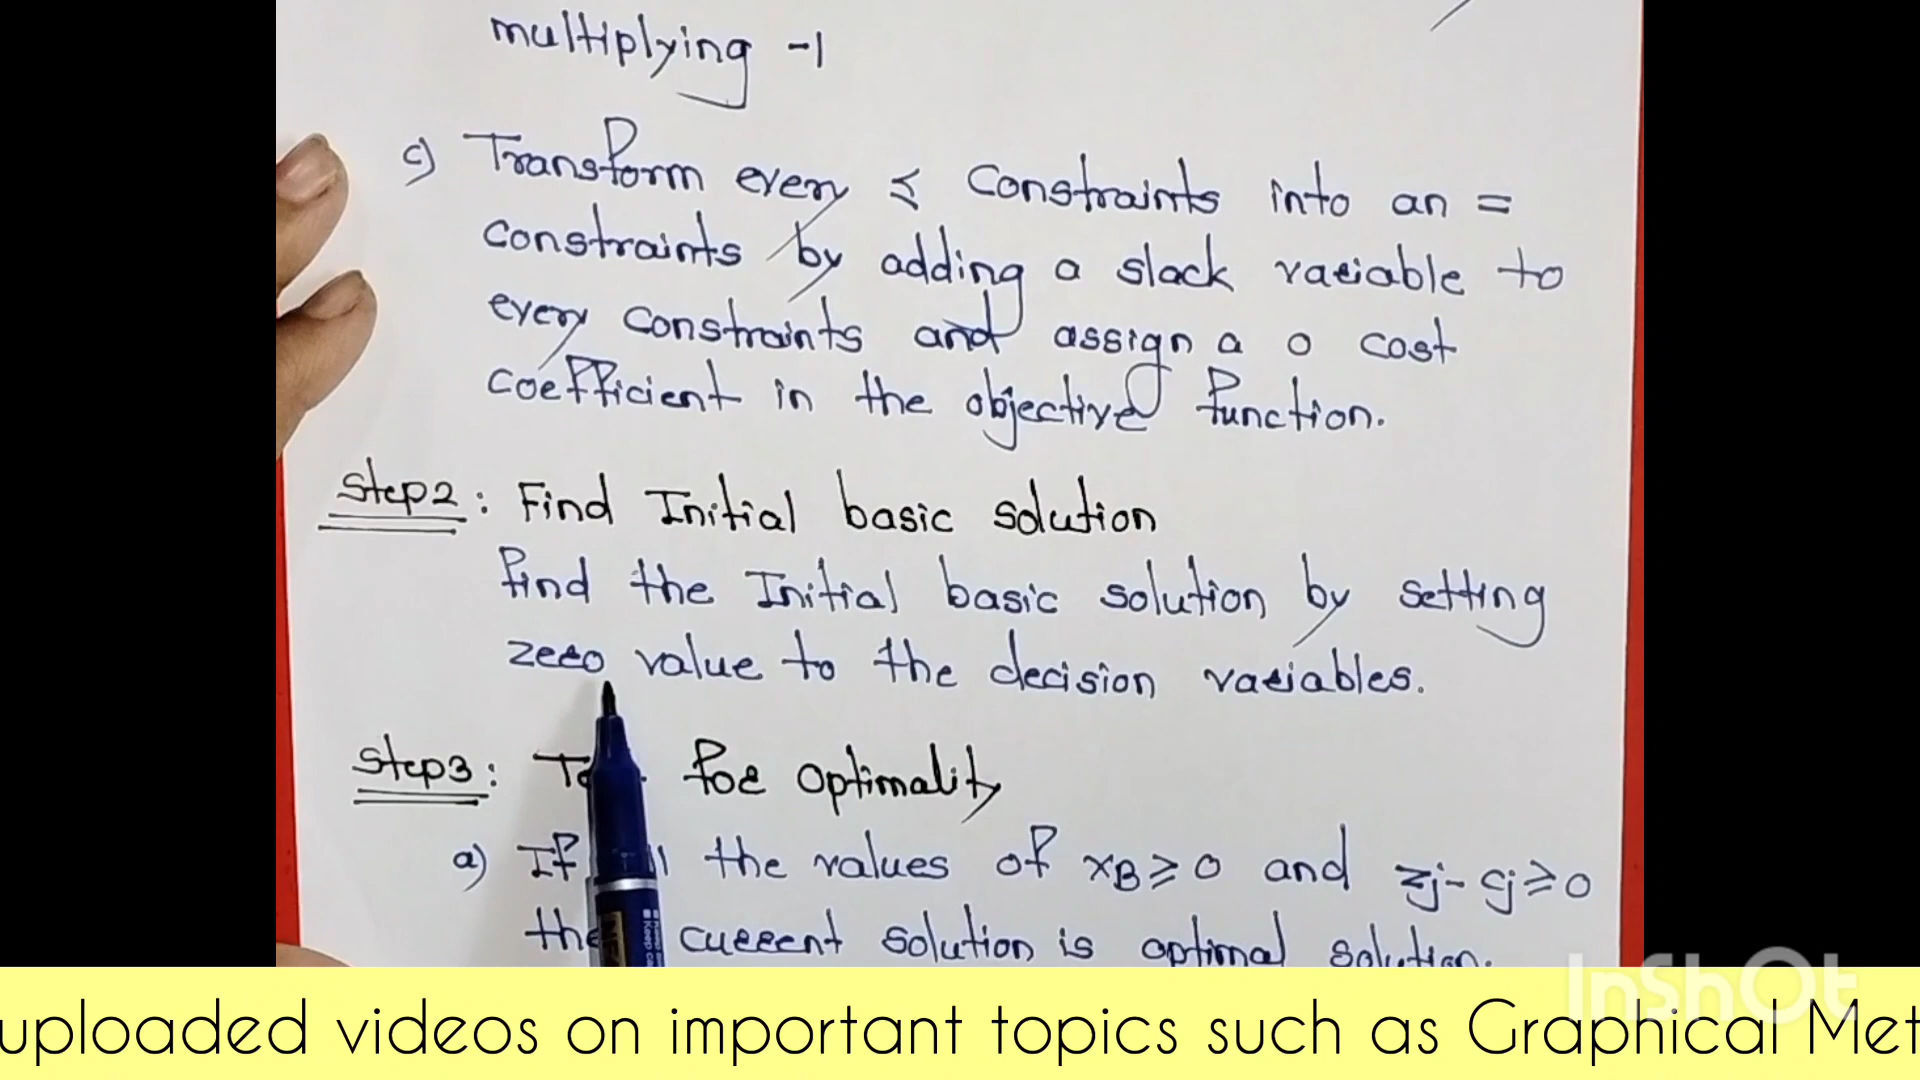 multiplying -1
c) Transform every ≤ constraints into an =
constraints by adding a slack variable to
every constraints and assign a 0 cost
coefficient in the objective function.
Step2: Find Initial basic solution
find the Initial basic solution by setting
zero value to the decision variables.
Step3: for Optimality
a) If the values of xB ≥ 0 and zj - cj ≥ 0
the current solution is optimal solution.
InShOt
uploaded videos on important topics such as Graphical Met